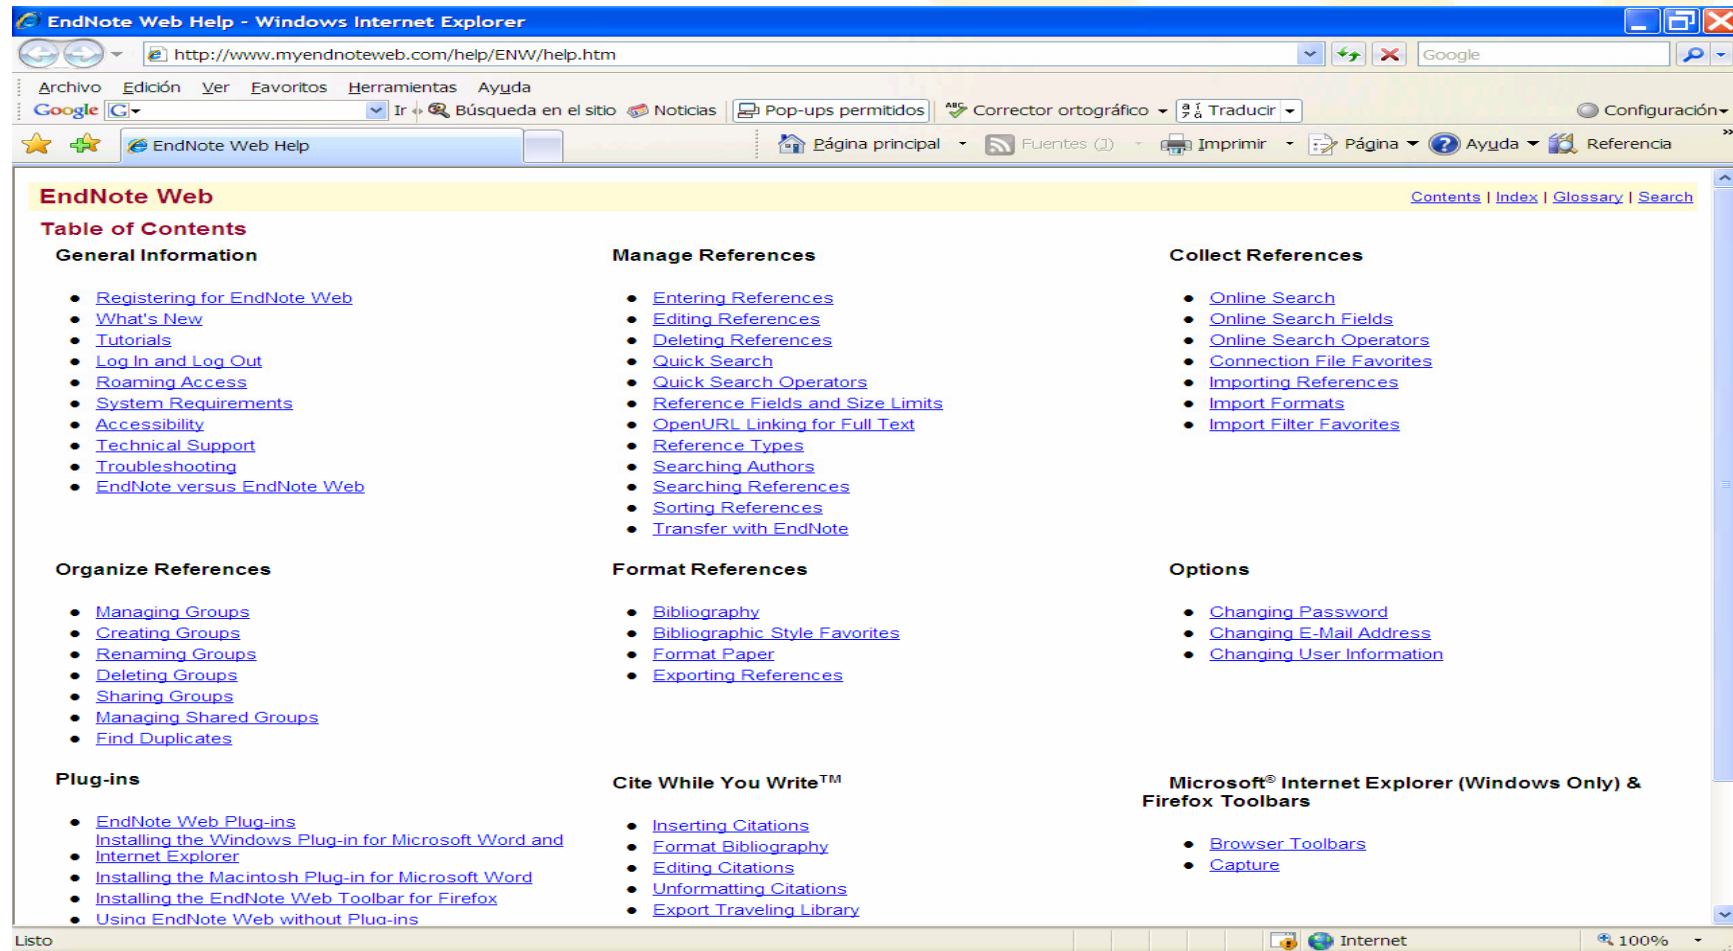 EndNote Web Help - Windows Internet Explorer
http://www.myendnoteweb.com/help/ENW/help.htm
Google
Archivo Edición Ver Favoritos Herramientas Ayuda
Google G Ir Búsqueda en el sitio Noticias Pop-ups permitidos ABC Corrector ortográfico Traducir Configuración
EndNote Web Help Página principal Fuentes (J) Imprimir Página Ayuda Referencia »
EndNote Web
Contents | Index | Glossary | Search
Table of Contents
General Information
• Registering for EndNote Web
• What's New
• Tutorials
• Log In and Log Out
• Roaming Access
• System Requirements
• Accessibility
• Technical Support
• Troubleshooting
• EndNote versus EndNote Web
Manage References
• Entering References
• Editing References
• Deleting References
• Quick Search
• Quick Search Operators
• Reference Fields and Size Limits
• OpenURL Linking for Full Text
• Reference Types
• Searching Authors
• Searching References
• Sorting References
• Transfer with EndNote
Collect References
• Online Search
• Online Search Fields
• Online Search Operators
• Connection File Favorites
• Importing References
• Import Formats
• Import Filter Favorites
Organize References
• Managing Groups
• Creating Groups
• Renaming Groups
• Deleting Groups
• Sharing Groups
• Managing Shared Groups
• Find Duplicates
Format References
• Bibliography
• Bibliographic Style Favorites
• Format Paper
• Exporting References
Options
• Changing Password
• Changing E-Mail Address
• Changing User Information
Plug-ins
• EndNote Web Plug-ins
Installing the Windows Plug-in for Microsoft Word and
• Internet Explorer
• Installing the Macintosh Plug-in for Microsoft Word
• Installing the EndNote Web Toolbar for Firefox
• Using EndNote Web without Plug-ins
Cite While You Write™
• Inserting Citations
• Format Bibliography
• Editing Citations
• Unformatting Citations
• Export Traveling Library
Microsoft® Internet Explorer (Windows Only) &
Firefox Toolbars
• Browser Toolbars
• Capture
Listo Internet 100%